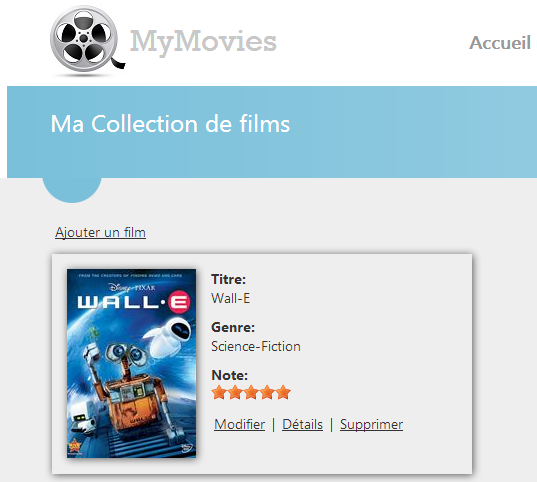 MyMovies
Accueil
Ma Collection de films
Ajouter un film
FROM THE CREATORS OF FINDING NEMO AND CARS
Disney PIXAR
WALL·E
DVD
Titre:
Wall-E
Genre:
Science-Fiction
Note:
Modifier | Détails | Supprimer